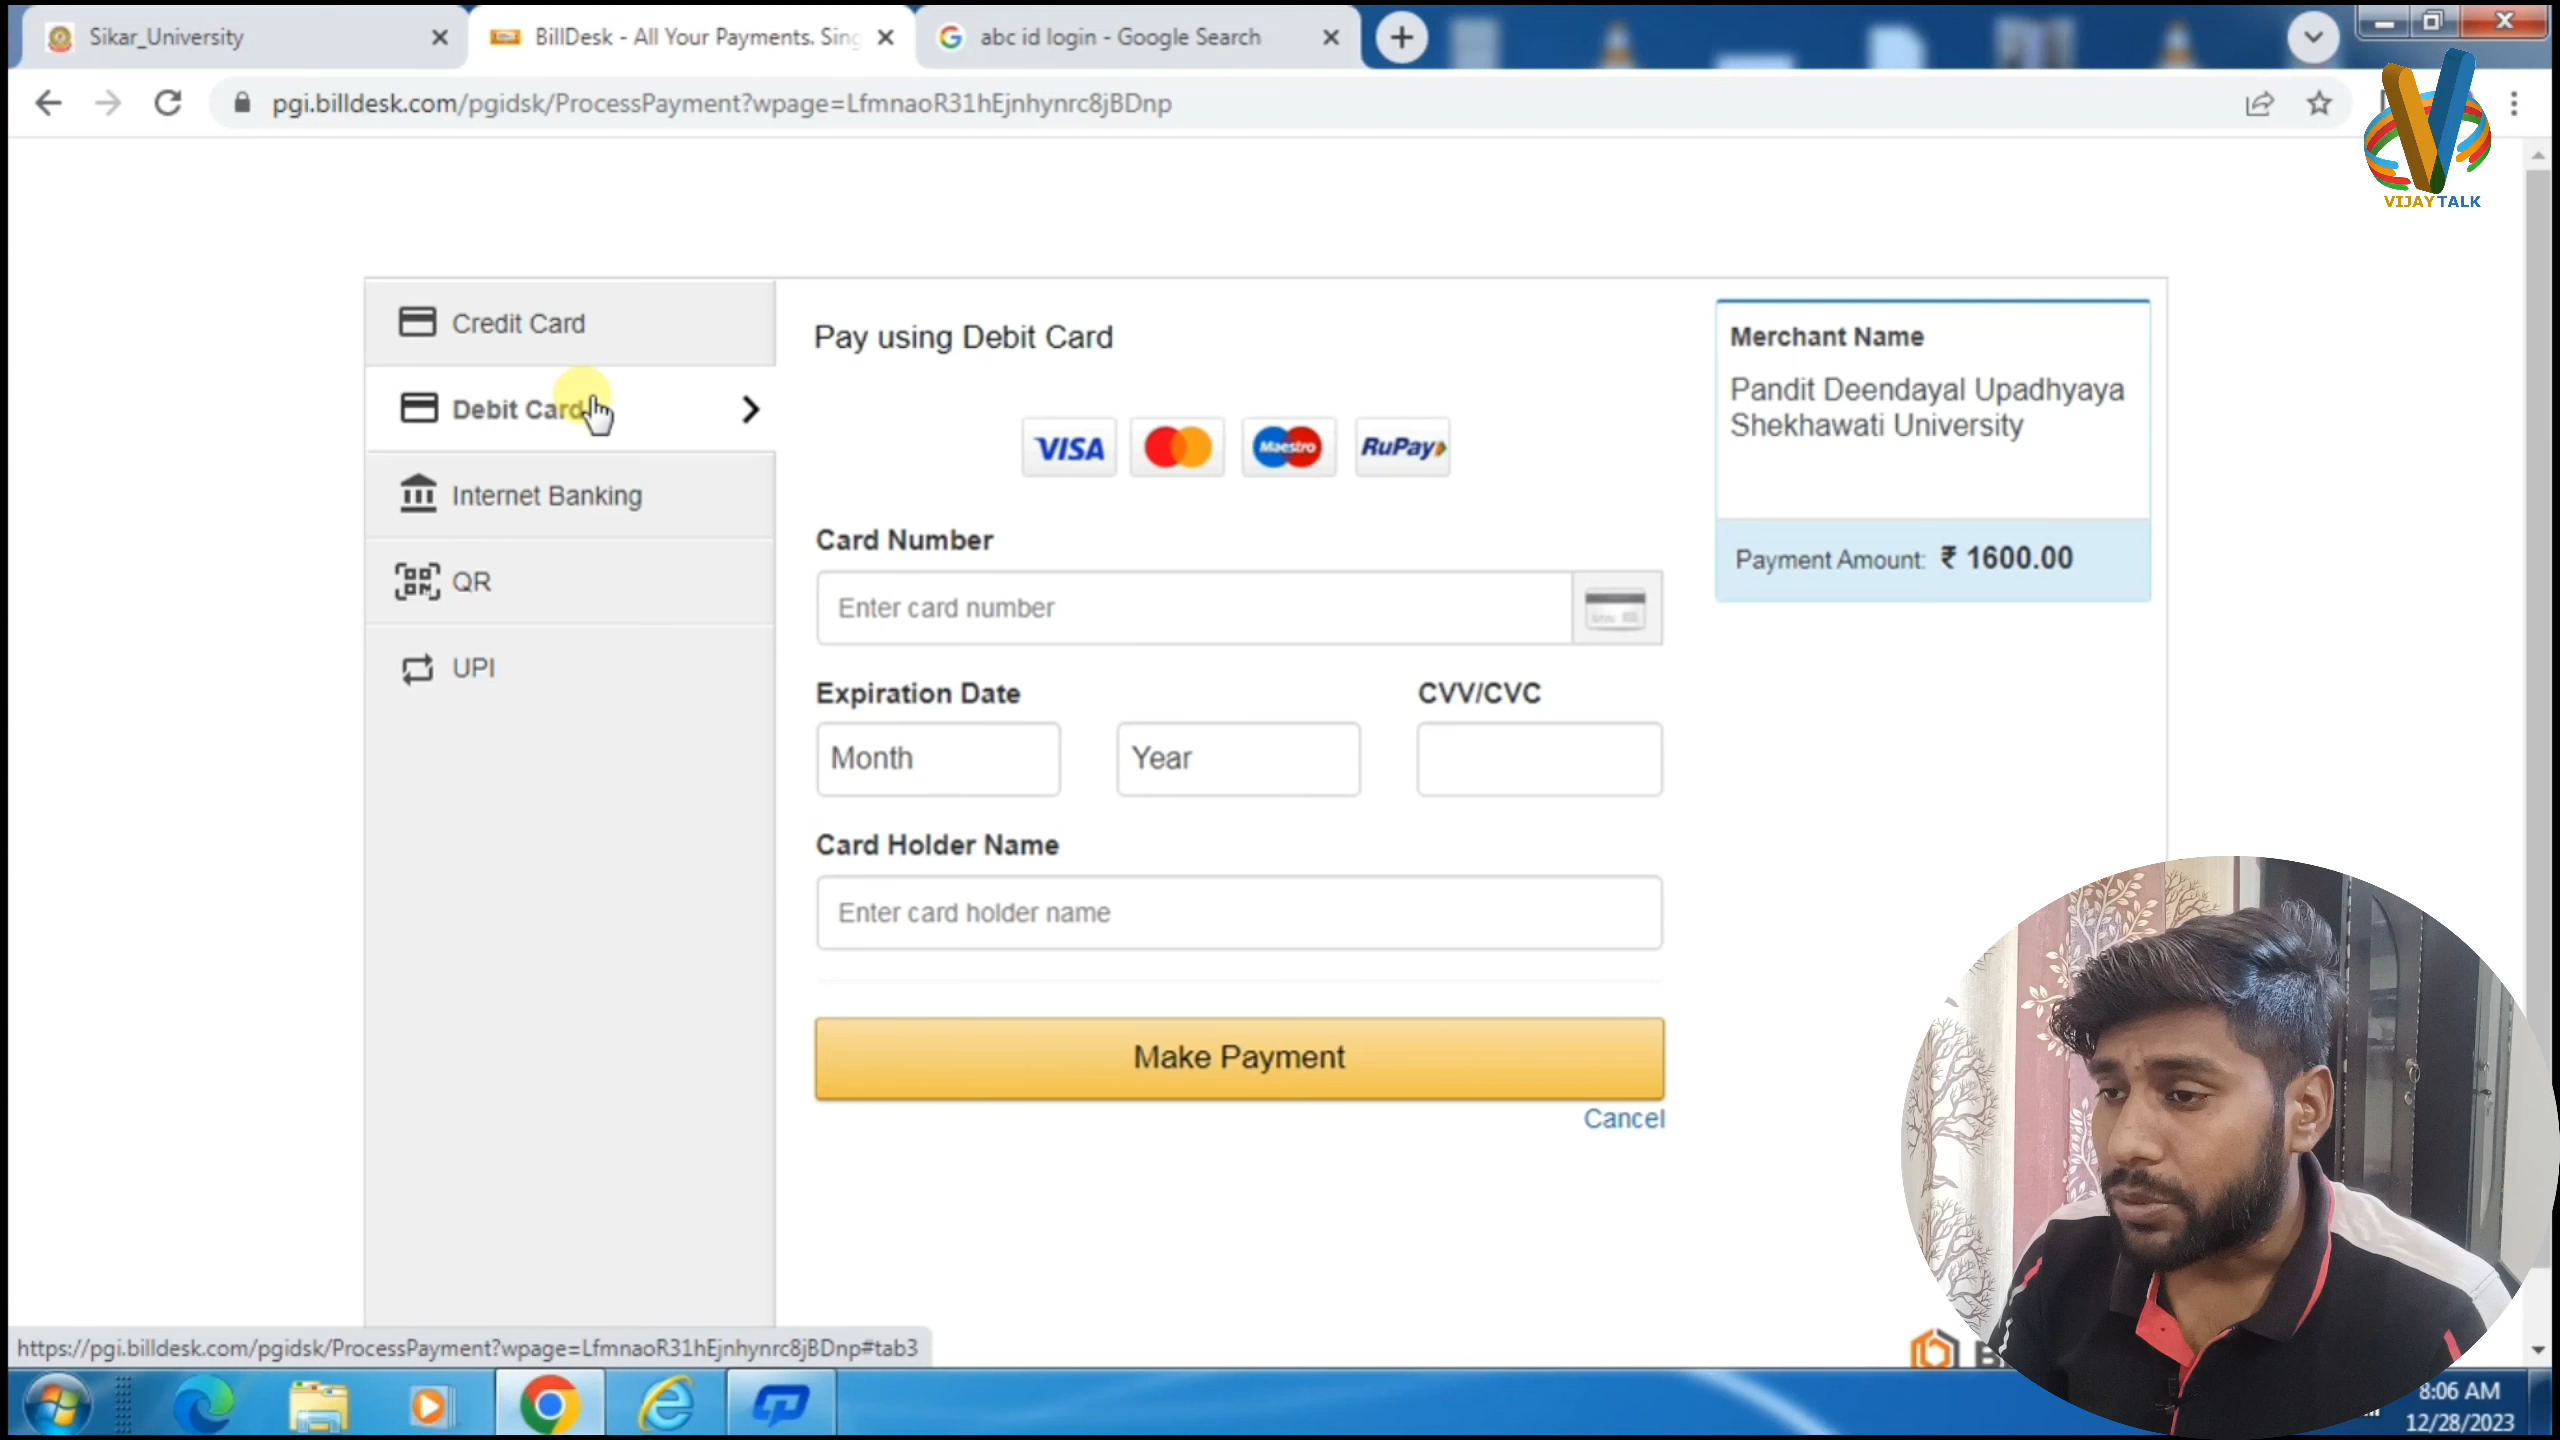 Sikar_University
BillDesk - All Your Payments. Sing
abc id login - Google Search
pgi.billdesk.com/pgidsk/ProcessPayment?wpage=LfmnaoR31hEjnhynrc8jBDnp
VIJAYTALK
Credit Card
Debit Card
Internet Banking
QR
UPI
Pay using Debit Card
VISA
Maestro
RuPay
Card Number
Enter card number
Expiration Date
CVV/CVC
Month
Year
Card Holder Name
Enter card holder name
Make Payment
Cancel
Merchant Name
Pandit Deendayal Upadhyaya
Shekhawati University
Payment Amount: ₹ 1600.00
https://pgi.billdesk.com/pgidsk/ProcessPayment?wpage=LfmnaoR31hEjnhynrc8jBDnp#tab3
8:06 AM
12/28/2023